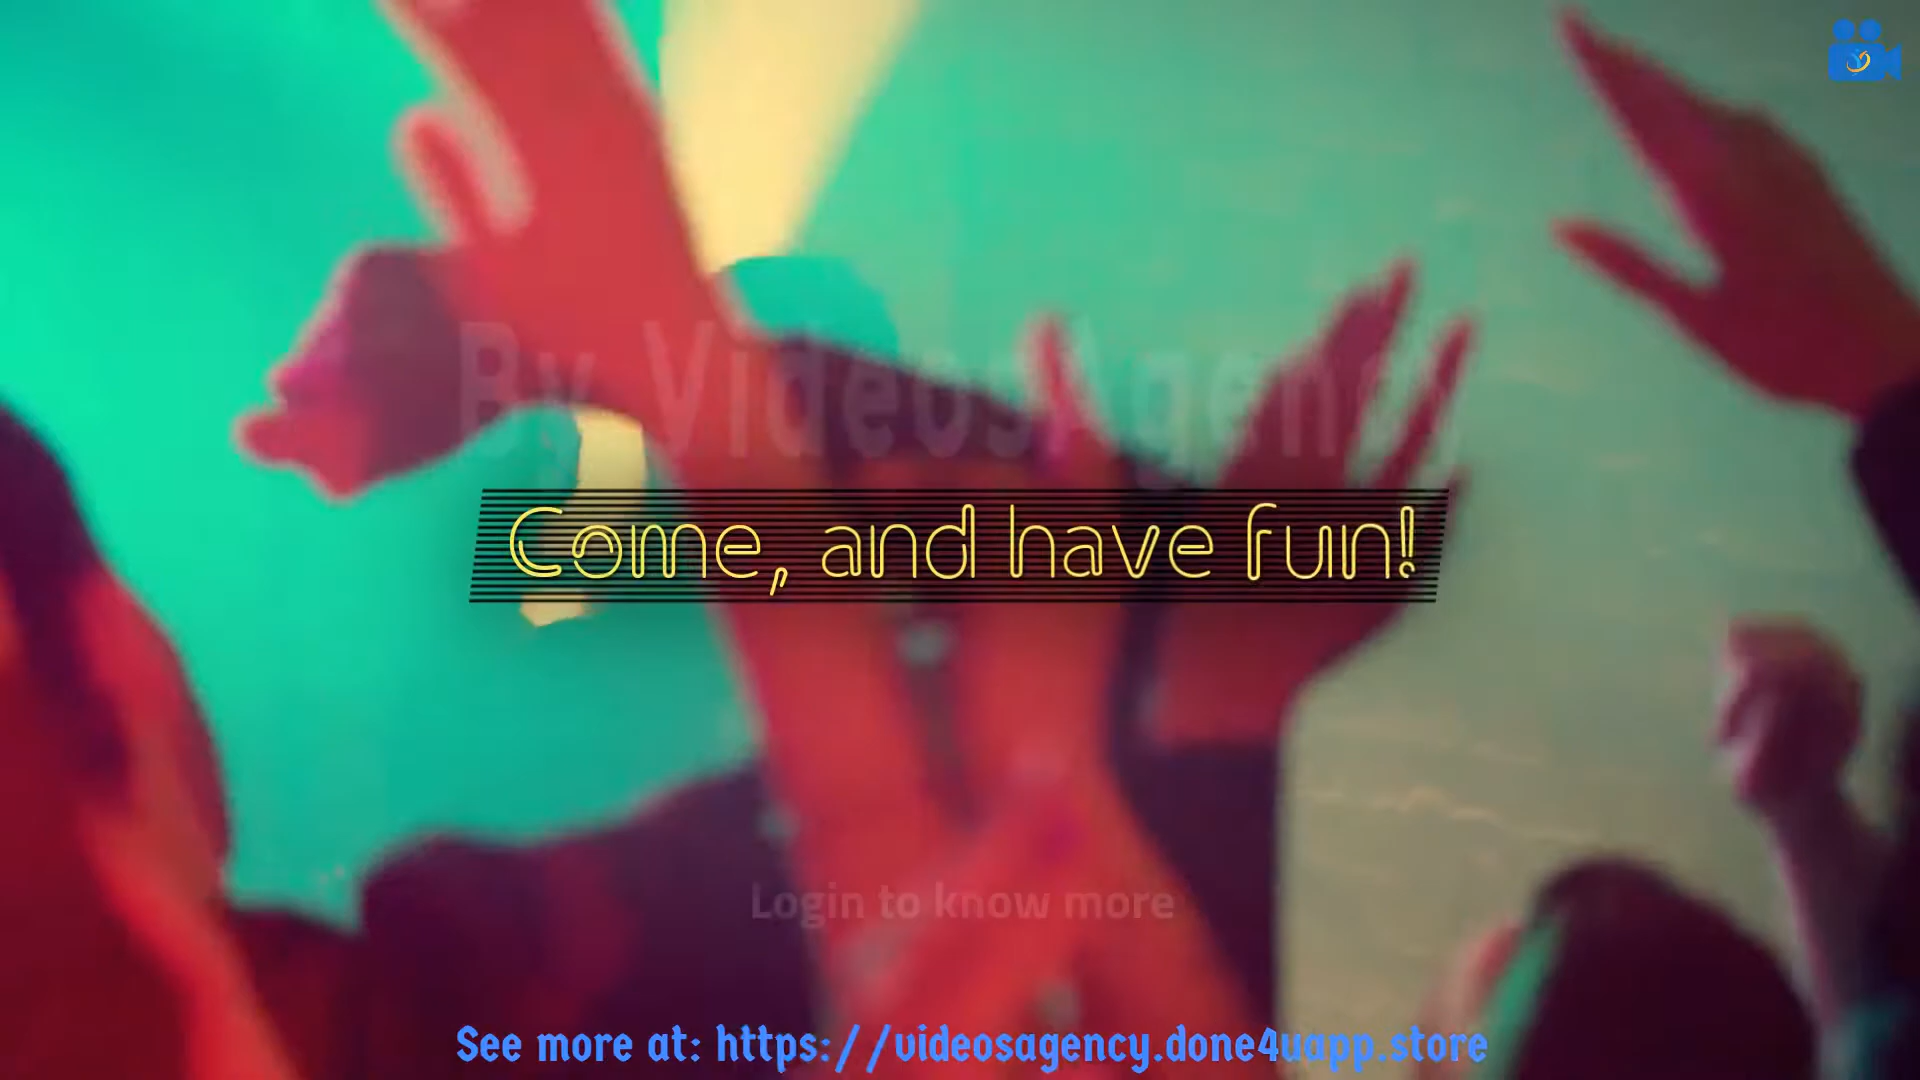 By VideosAgency
Come, and have fun!
Login to know more
See more at: https://videosagency.done4uapp.store